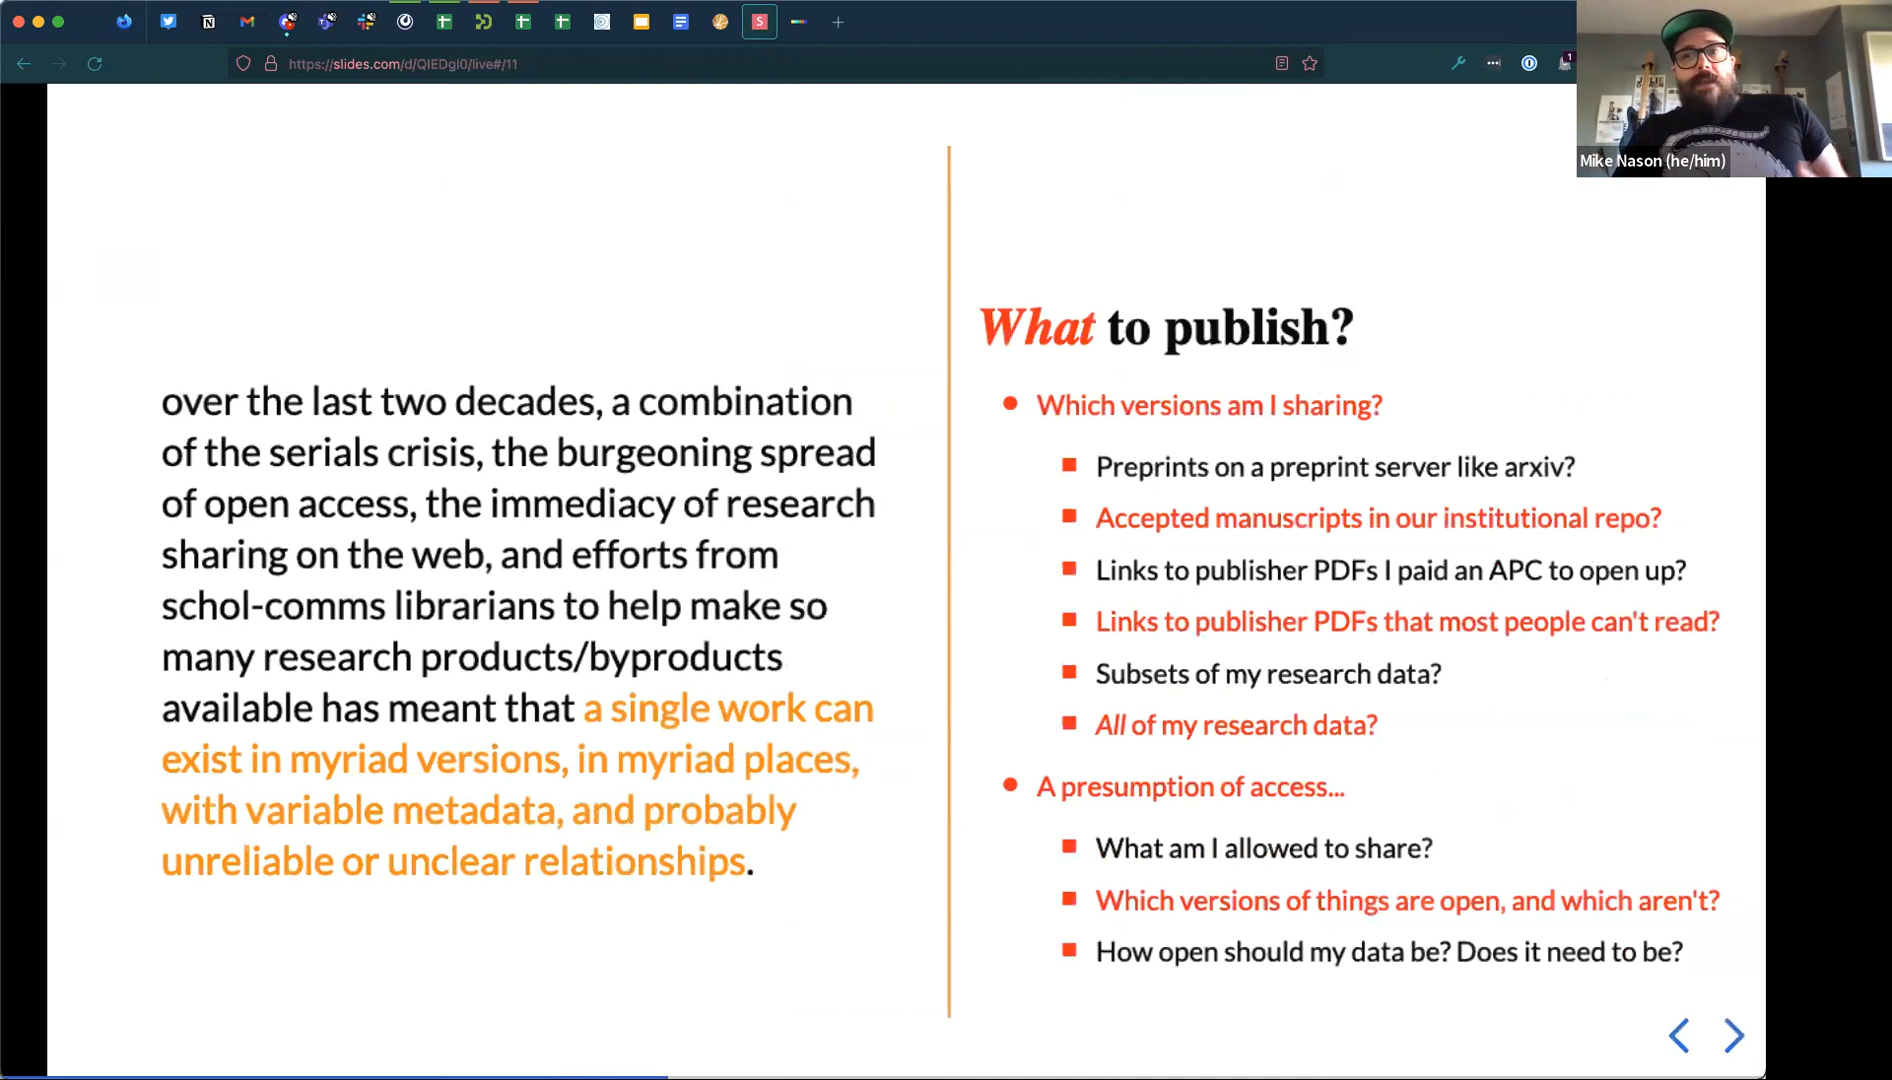 https://slides.com/d/QIEDgl0/live#/11
1
Mike Nason (he/him)
over the last two decades, a combination
of the serials crisis, the burgeoning spread
of open access, the immediacy of research
sharing on the web, and efforts from
schol-comms librarians to help make so
many research products/byproducts
available has meant that a single work can
exist in myriad versions, in myriad places,
with variable metadata, and probably
unreliable or unclear relationships.
What to publish?
Which versions am I sharing?
Preprints on a preprint server like arxiv?
Accepted manuscripts in our institutional repo?
Links to publisher PDFs I paid an APC to open up?
Links to publisher PDFs that most people can't read?
Subsets of my research data?
All of my research data?
A presumption of access...
What am I allowed to share?
Which versions of things are open, and which aren't?
How open should my data be? Does it need to be?